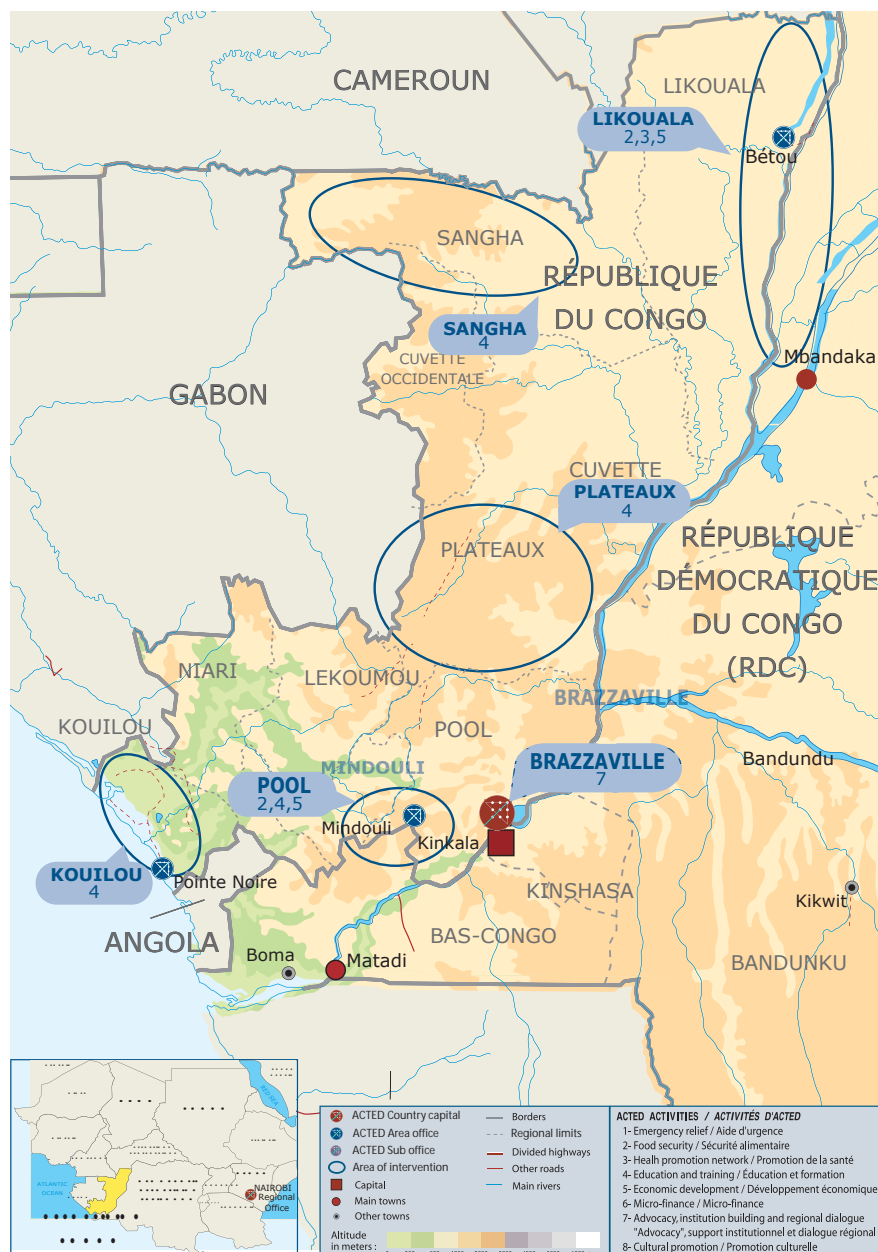 CAMEROUN
LIKOUALA
LIKOUALA
2,3,5
Bétou
SANGHA
RÉPUBLIQUE
DU CONGO
SANGHA
4
CUVETTE
OCCIDENTALE
Mbandaka
GABON
CUVETTE
PLATEAUX
4
PLATEAUX
RÉPUBLIQUE
DÉMOCRATIQUE
DU CONGO
(RDC)
NIARI
LEKOUMOU
BRAZZAVILLE
KOUILOU
POOL
Bandundu
MINDOULI
BRAZZAVILLE
7
POOL
2,4,5
Mindouli
Kinkala
KOUILOU
4
Pointe Noire
KINSHASA
Kikwit
ANGOLA
BAS-CONGO
Boma
Matadi
BANDUNKU
RED SEA
ATLANTIC
OCEAN
NAIROBI
Regional
Office
ACTED Country capital
ACTED Area office
ACTED Sub office
Area of intervention
Capital
Main towns
Other towns
Borders
Regional limits
Divided highways
Other roads
Main rivers
Altitude
in meters :
ACTED ACTIVITIES / ACTIVITÉS D'ACTED
1- Emergency relief / Aide d'urgence
2- Food security / Sécurité alimentaire
3- Healh promotion network / Promotion de la santé
4- Education and training / Éducation et formation
5- Economic development / Développement économique
6- Micro-finance / Micro-finance
7- Advocacy, institution building and regional dialogue
"Advocacy", support institutionnel et dialogue régional
8- Cultural promotion / Promotion culturelle